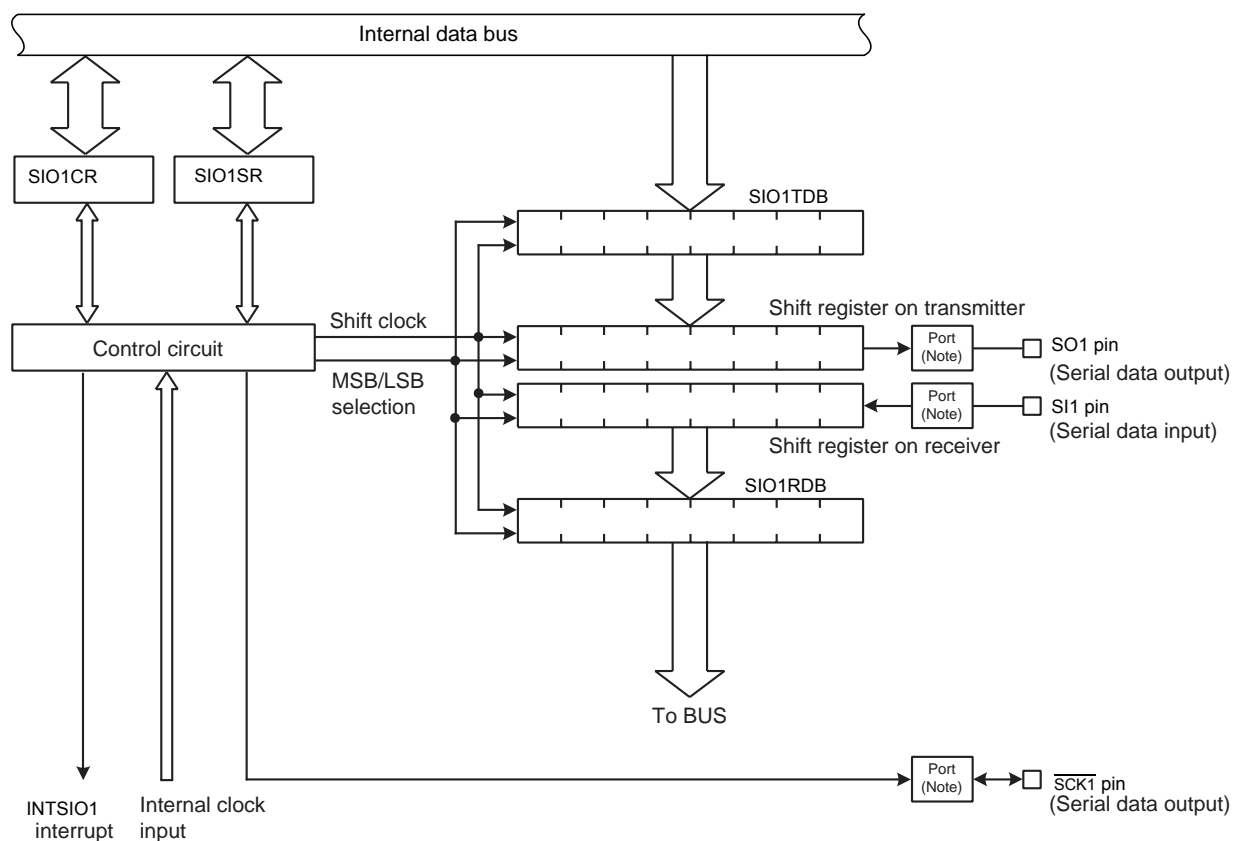 Internal data bus
SIO1CR
SIO1SR
SIO1TDB
Shift register on transmitter
Shift clock
Control circuit
MSB/LSB
selection
Port
(Note)
SO1 pin
(Serial data output)
Port
(Note)
SI1 pin
(Serial data input)
Shift register on receiver
SIO1RDB
To BUS
Port
(Note)
SCK1 pin
(Serial data output)
INTSIO1
interrupt
Internal clock
input